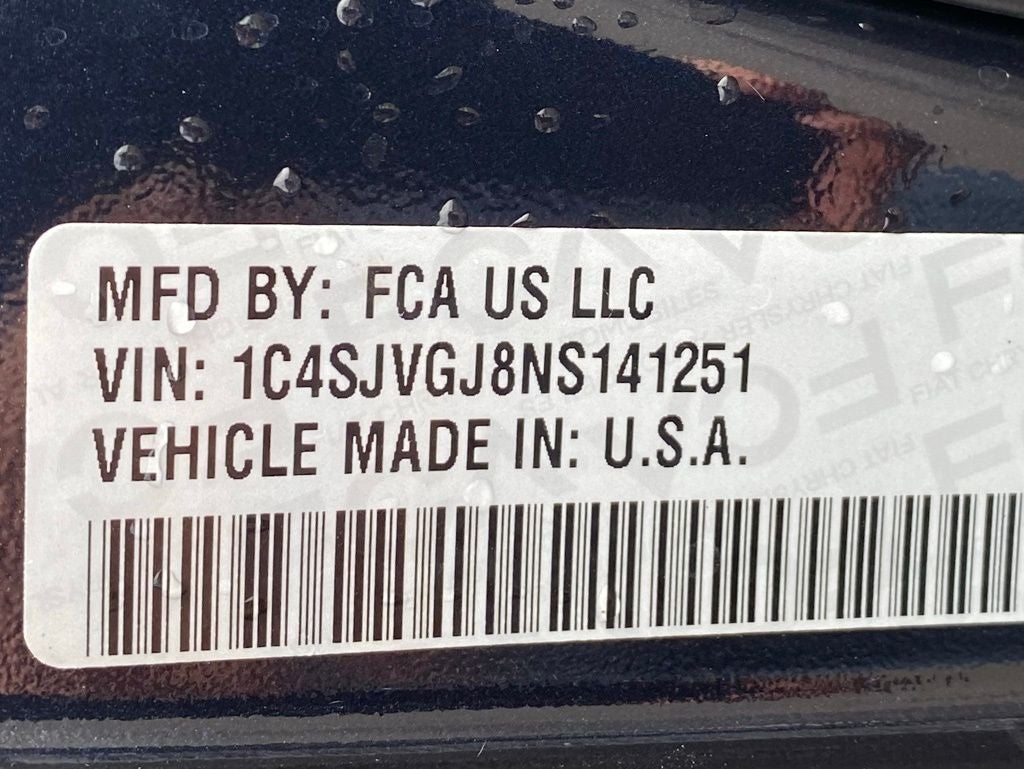 MFD BY: FCA US LLC
VIN: 1C4SJVGJ8NS141251
VEHICLE MADE IN: U.S.A.